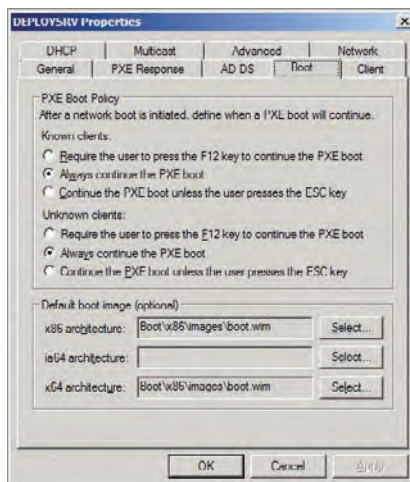 DEPLOYSRV Properties
DHCP Multicast Advanced Network
General PXE Response AD DS Boot Client
PXE Boot Policy
After a network boot is initiated, define when a PXE boot will continue.
Known clients:
Require the user to press the F12 key to continue the PXE boot
Always continue the PXE boot
Continue the PXE boot unless the user presses the ESC key
Unknown clients:
Require the user to press the F12 key to continue the PXE boot
Always continue the PXE boot
Continue the PXE boot unless the user presses the ESC key
Default boot image (optional)
x86 architecture: Boot\x86\images\boot.wim Select...
ia64 architecture: Select...
x64 architecture: Boot\x86\images\boot.wim Select...
OK Cancel Apply